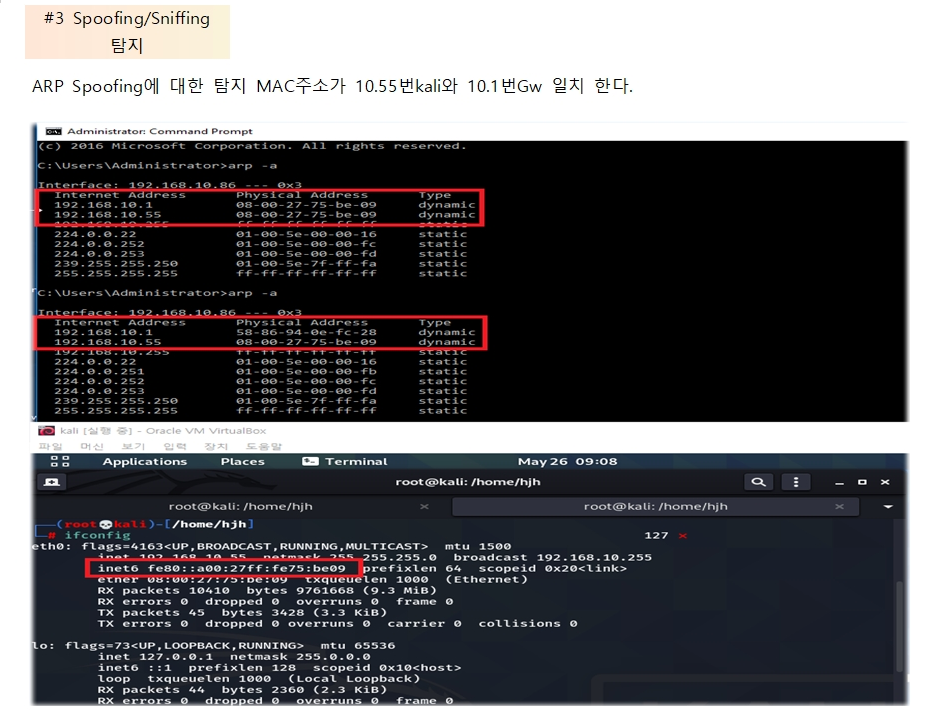 #3 Spoofing/Sniffing
탐지
ARP Spoofing에 대한 탐지 MAC주소가 10.55번kali와 10.1번Gw 일치 한다.
Administrator: Command Prompt
(c) 2016 Microsoft Corporation. All rights reserved.
C:\Users\Administrator>arp -a
Interface: 192.168.10.86 --- 0x3
Internet Address Physical Address Type
192.168.10.1 08-00-27-75-be-09 dynamic
192.168.10.55 08-00-27-75-be-09 dynamic
192.168.10.255 ff-ff-ff-ff-ff-ff static
224.0.0.22 01-00-5e-00-00-16 static
224.0.0.252 01-00-5e-00-00-fc static
224.0.0.253 01-00-5e-00-00-fd static
239.255.255.250 01-00-5e-7f-ff-fa static
255.255.255.255 ff-ff-ff-ff-ff-ff static
C:\Users\Administrator>arp -a
Interface: 192.168.10.86 --- 0x3
Internet Address Physical Address Type
192.168.10.1 58-86-94-0e-fc-28 dynamic
192.168.10.55 08-00-27-75-be-09 dynamic
192.168.10.255 ff-ff-ff-ff-ff-ff static
224.0.0.22 01-00-5e-00-00-16 static
224.0.0.251 01-00-5e-00-00-fb static
224.0.0.252 01-00-5e-00-00-fc static
224.0.0.253 01-00-5e-00-00-fd static
239.255.255.250 01-00-5e-7f-ff-fa static
255.255.255.255 ff-ff-ff-ff-ff-ff static
kali [실행 중] - Oracle VM VirtualBox
파일 머신 보기 입력 장치 도움말
Applications Places Terminal May 26 09:08
root@kali: /home/hjh
root@kali: /home/hjh × root@kali: /home/hjh ×
(root💀kali)-[/home/hjh]
# ifconfig 127 ×
eth0: flags=4163<UP,BROADCAST,RUNNING,MULTICAST> mtu 1500
inet 192.168.10.55 netmask 255.255.255.0 broadcast 192.168.10.255
inet6 fe80::a00:27ff:fe75:be09 prefixlen 64 scopeid 0x20<link>
ether 08:00:27:75:be:09 txqueuelen 1000 (Ethernet)
RX packets 10410 bytes 9761668 (9.3 MiB)
RX errors 0 dropped 0 overruns 0 frame 0
TX packets 45 bytes 3428 (3.3 KiB)
TX errors 0 dropped 0 overruns 0 carrier 0 collisions 0
lo: flags=73<UP,LOOPBACK,RUNNING> mtu 65536
inet 127.0.0.1 netmask 255.0.0.0
inet6 ::1 prefixlen 128 scopeid 0x10<host>
loop txqueuelen 1000 (Local Loopback)
RX packets 44 bytes 2360 (2.3 KiB)
RX errors 0 dropped 0 overruns 0 frame 0